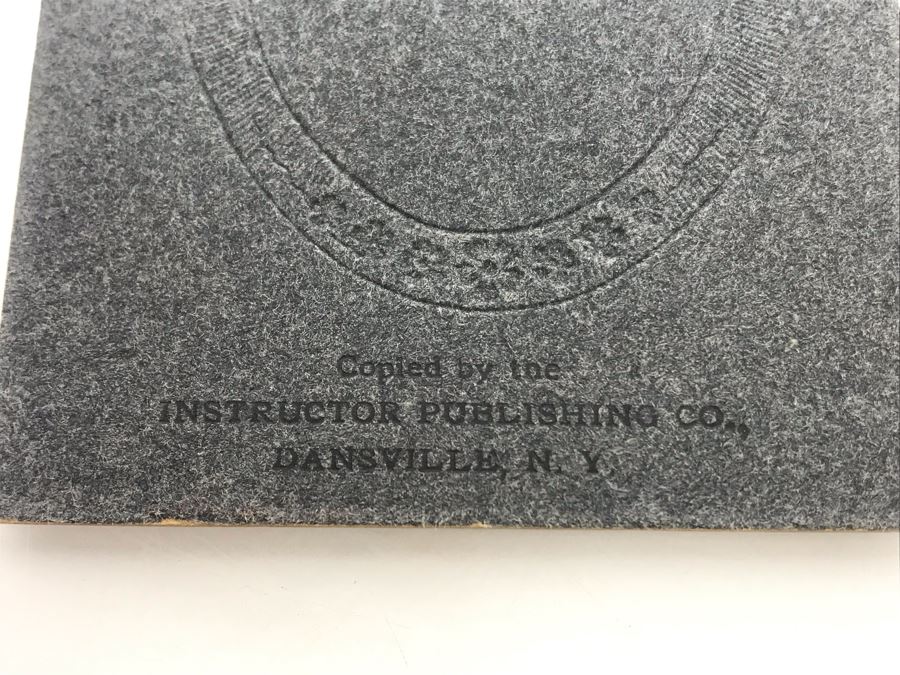 Copied by the
INSTRUCTOR PUBLISHING CO.,
DANSVILLE, N. Y.